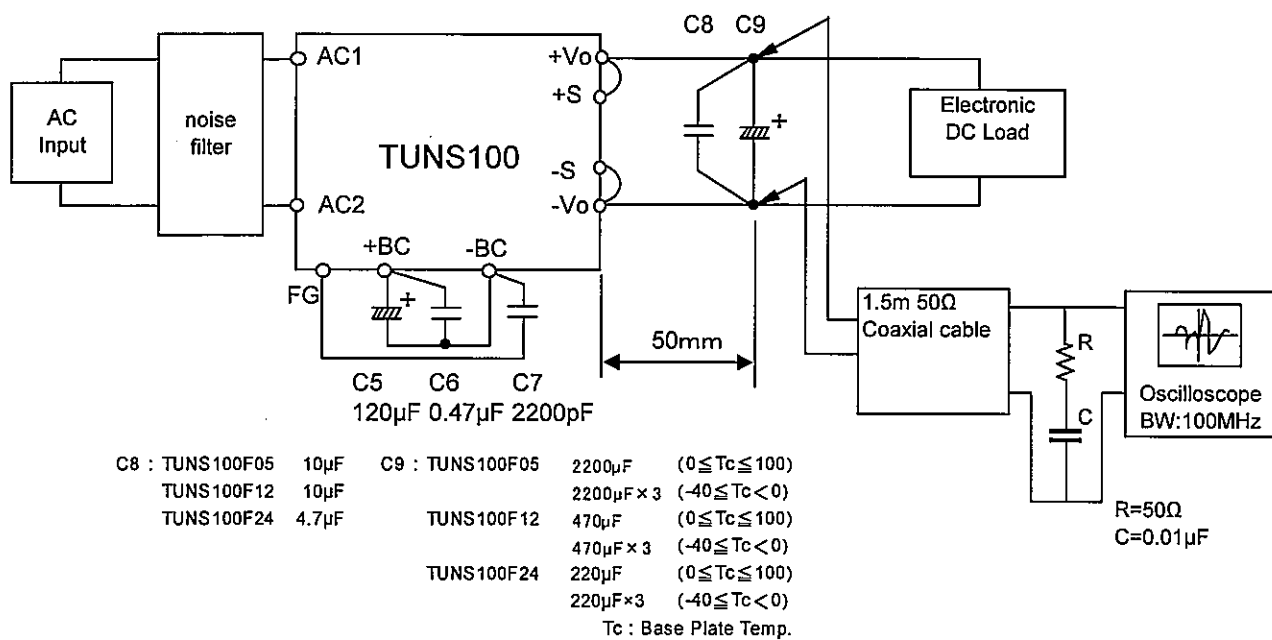 C8 C9
AC1
+Vo
+S
AC
Input
noise
filter
TUNS100
Electronic
DC Load
-S
AC2
-Vo
+BC -BC
FG
50mm
1.5m 50Ω
Coaxial cable
R
C
Oscilloscope
BW:100MHz
C5 C6 C7
120μF 0.47μF 2200pF
R=50Ω
C=0.01μF
C8 : TUNS100F05 10μF C9 : TUNS100F05 2200μF (0≦Tc≦100)
TUNS100F12 10μF 2200μF×3 (-40≦Tc<0)
TUNS100F24 4.7μF TUNS100F12 470μF (0≦Tc≦100)
470μF×3 (-40≦Tc<0)
TUNS100F24 220μF (0≦Tc≦100)
220μF×3 (-40≦Tc<0)
Tc : Base Plate Temp.